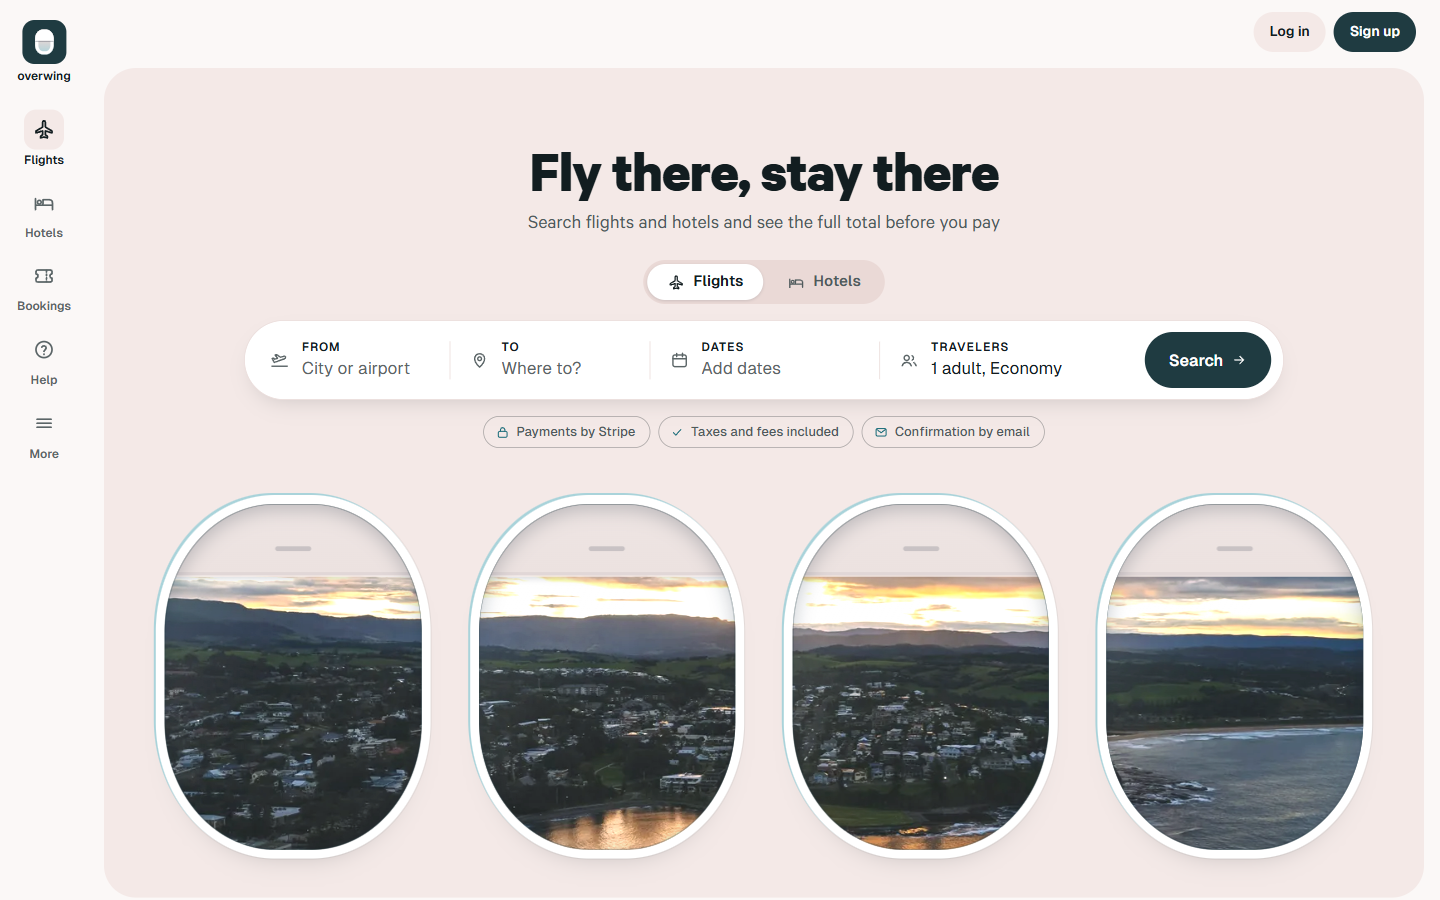 overwing
Flights
Hotels
Bookings
Help
More
Log in
Sign up
Fly there, stay there
Search flights and hotels and see the full total before you pay
Flights
Hotels
FROM
City or airport
TO
Where to?
DATES
Add dates
TRAVELERS
1 adult, Economy
Search
Payments by Stripe
Taxes and fees included
Confirmation by email